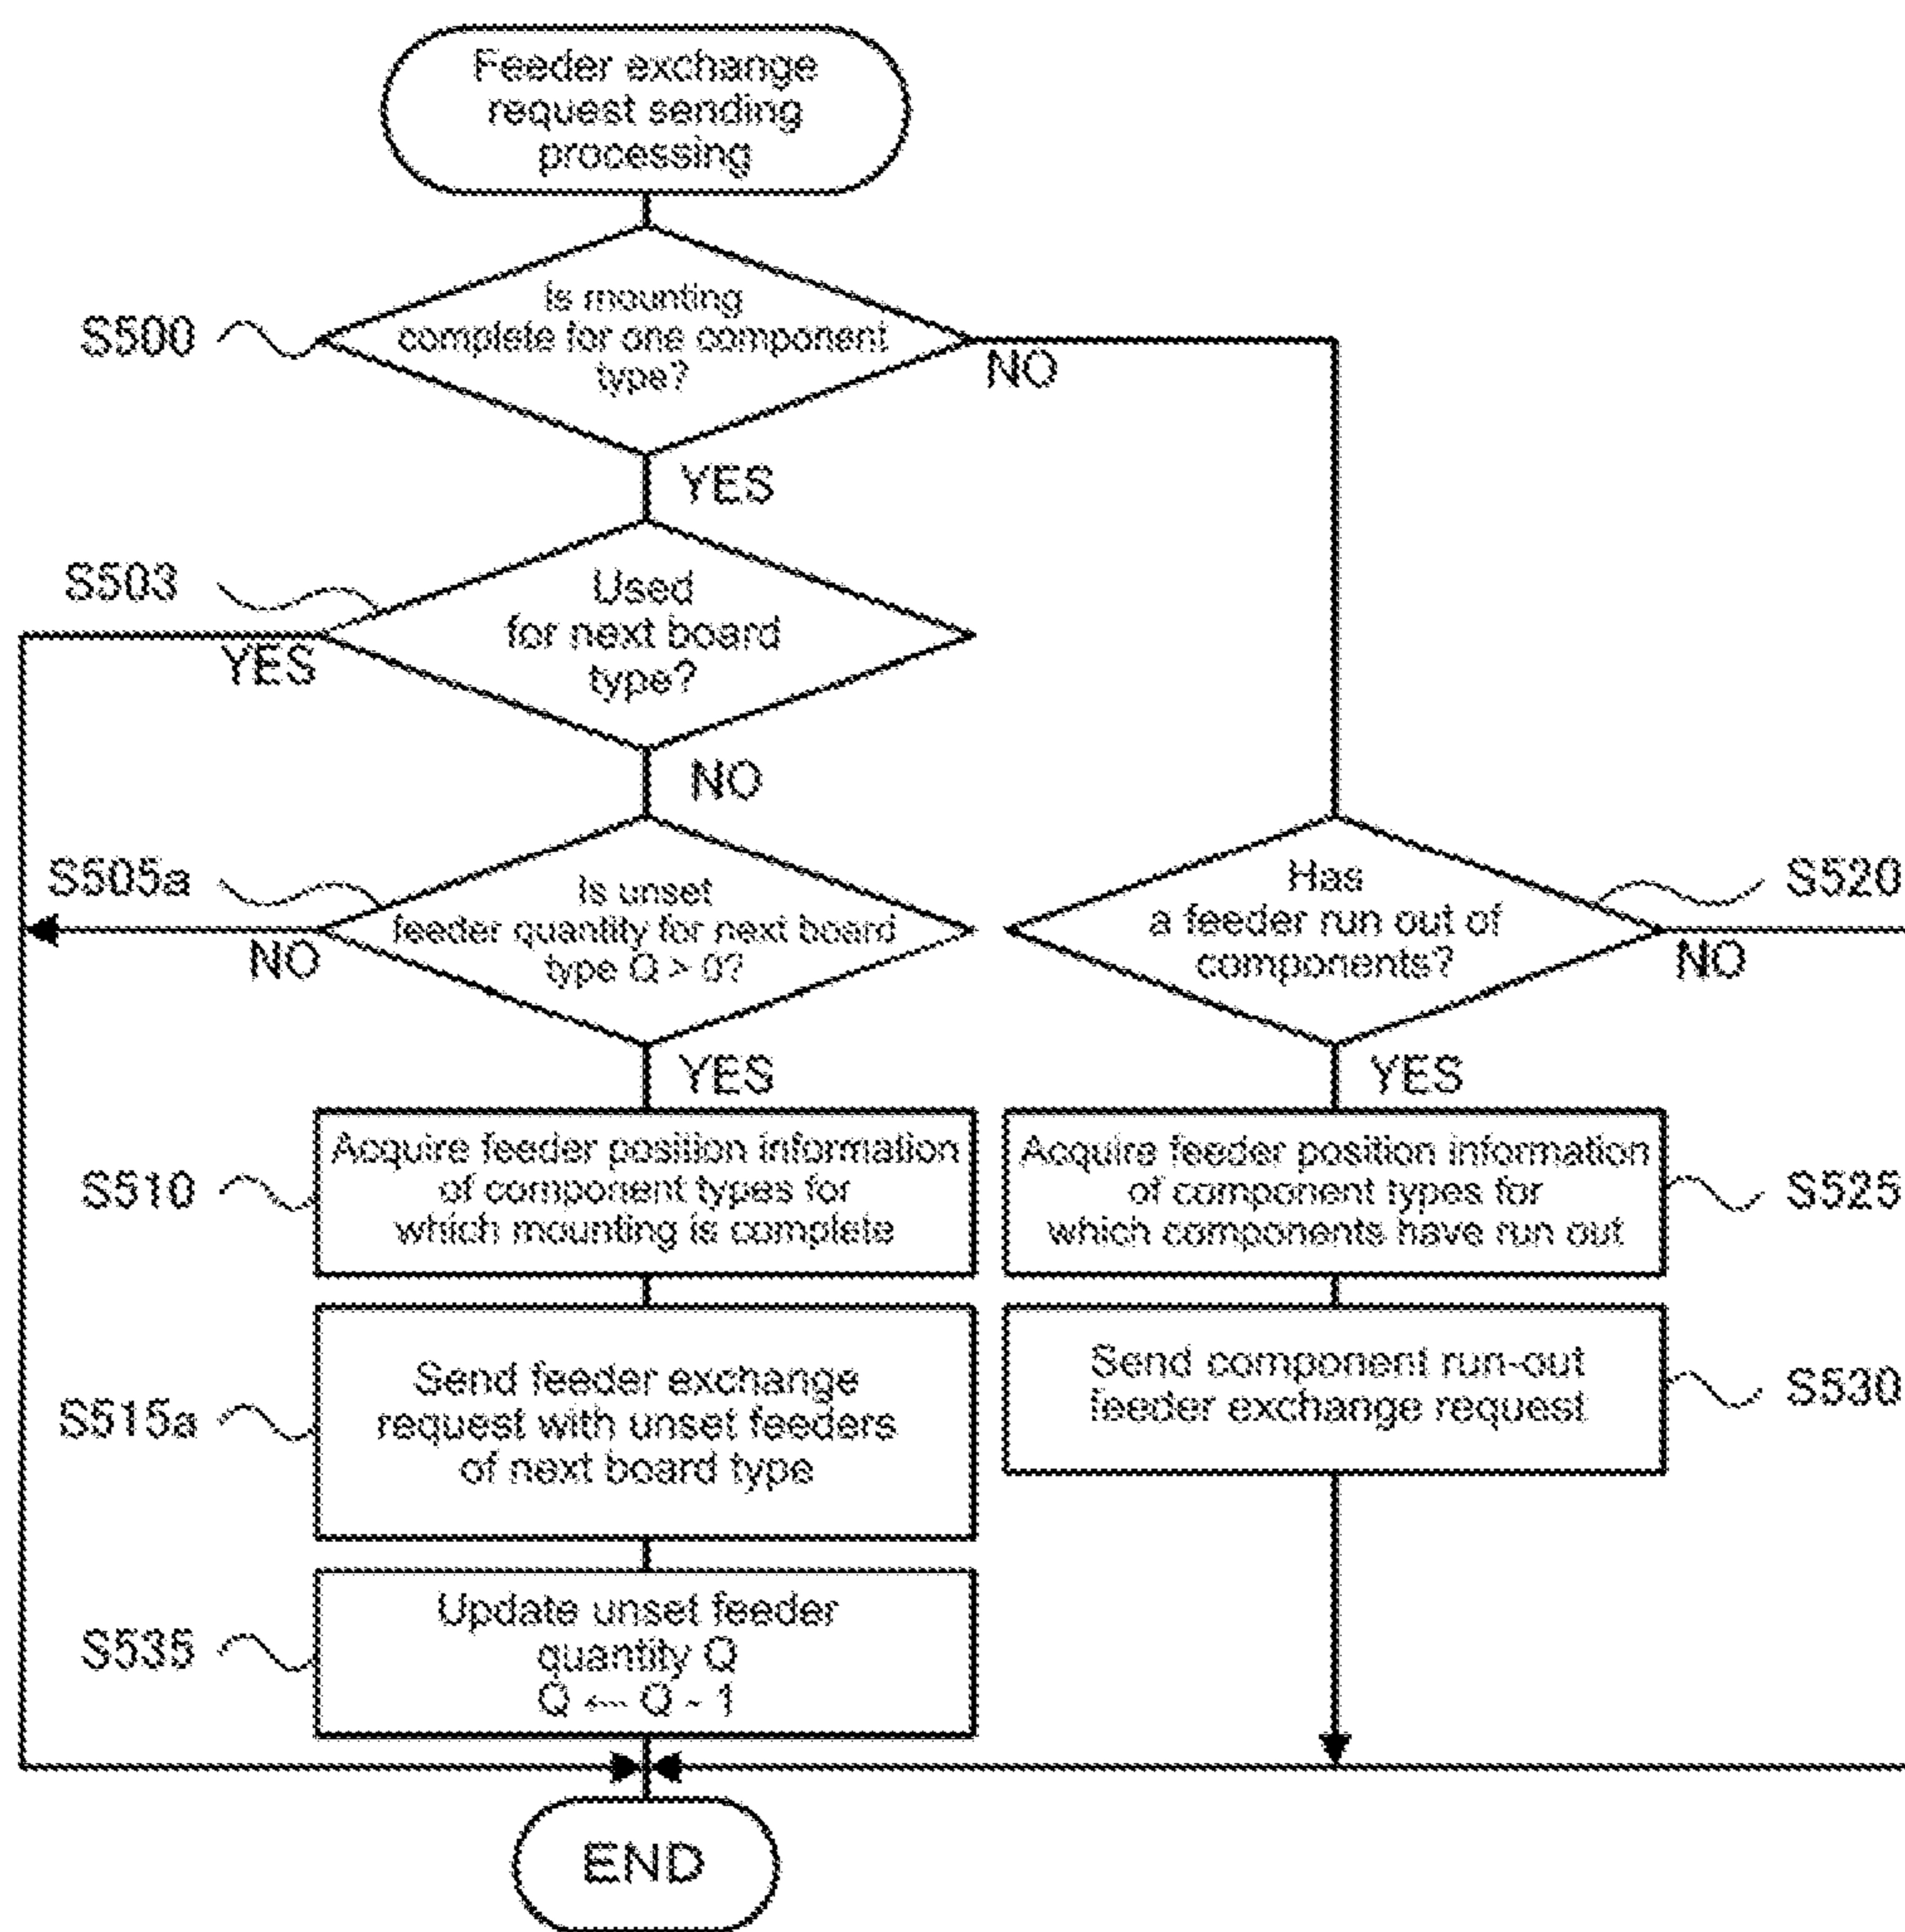 Feeder exchange
request sending
processing
S500
Is mounting
complete for one component
type?
NO
YES
S503
Used
for next board
type?
YES
NO
S505a
Is unset
feeder quantity for next board
type Q > 0?
NO
YES
Has
a feeder run out of
components?
S520
NO
YES
S510
Acquire feeder position information
of component types for
which mounting is complete
Acquire feeder position information
of component types for
which components have run out
S525
S515a
Send feeder exchange
request with unset feeders
of next board type
Send component run-out
feeder exchange request
S530
S535
Update unset feeder
quantity Q
Q ← Q - 1
END